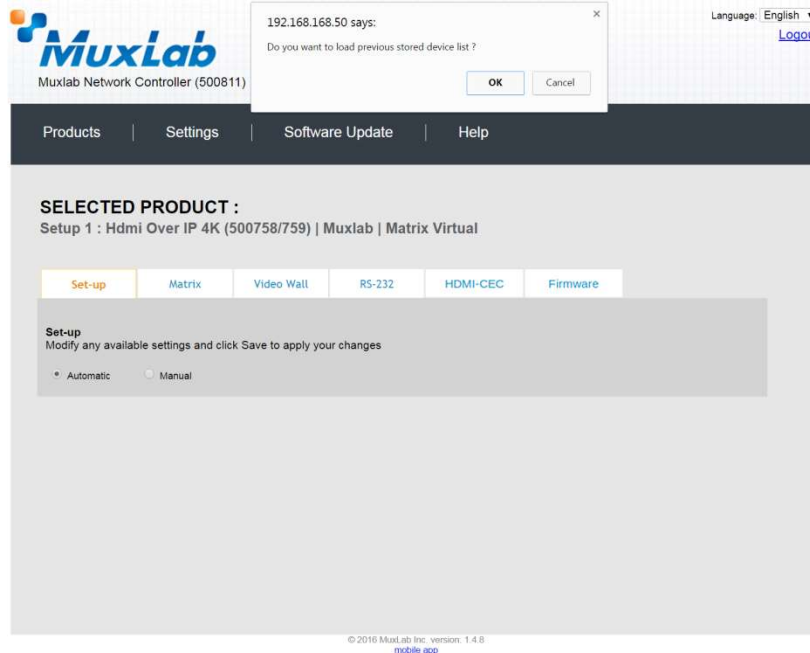 192.168.168.50 says:
Do you want to load previous stored device list ?
OK Cancel
Language: English
Logou
MuxLab
Muxlab Network Controller (500811)
Products | Settings | Software Update | Help
SELECTED PRODUCT :
Setup 1 : Hdmi Over IP 4K (500758/759) | Muxlab | Matrix Virtual
Set-up Matrix Video Wall RS-232 HDMI-CEC Firmware
Set-up
Modify any available settings and click Save to apply your changes
Automatic Manual
© 2016 MuxLab Inc. version: 1.4.8
mobile app